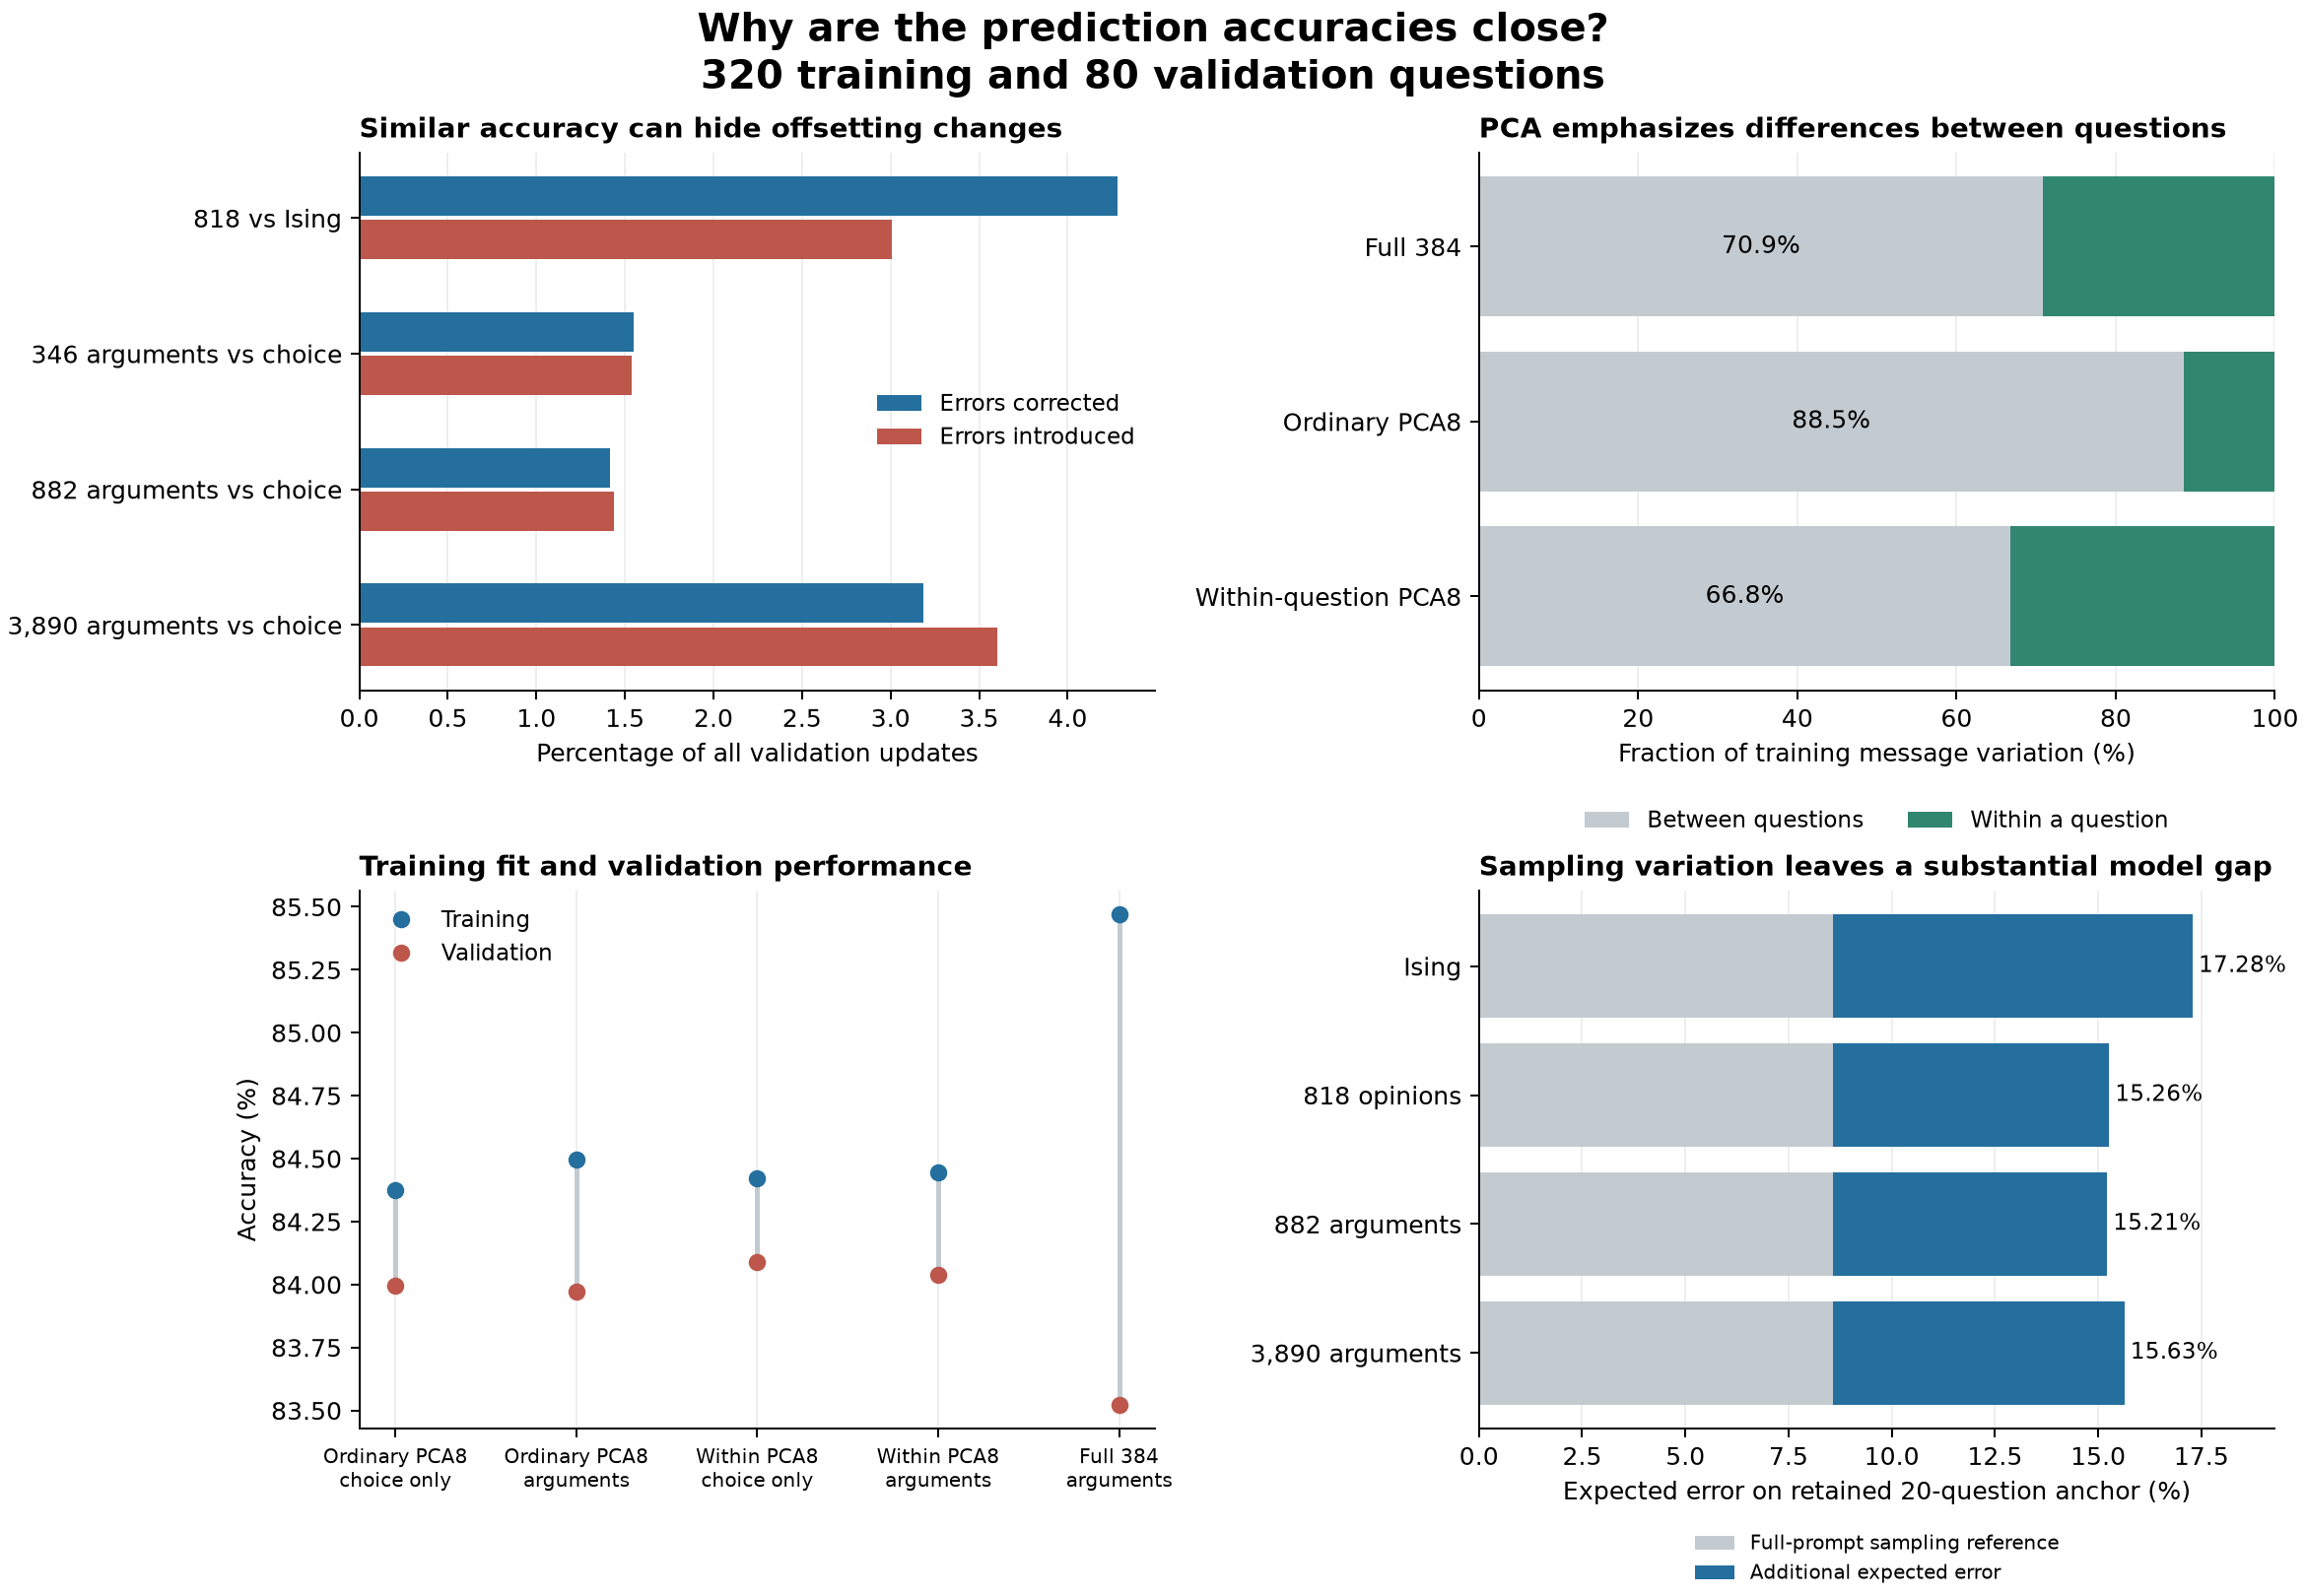 Why are the prediction accuracies close?
320 training and 80 validation questions
Similar accuracy can hide offsetting changes
818 vs Ising
346 arguments vs choice
882 arguments vs choice
3,890 arguments vs choice
Errors corrected
Errors introduced
0.0 0.5 1.0 1.5 2.0 2.5 3.0 3.5 4.0
Percentage of all validation updates
PCA emphasizes differences between questions
Full 384
70.9%
Ordinary PCA8
88.5%
Within-question PCA8
66.8%
0 20 40 60 80 100
Fraction of training message variation (%)
Between questions
Within a question
Training fit and validation performance
Training
Validation
Accuracy (%)
85.50
85.25
85.00
84.75
84.50
84.25
84.00
83.75
83.50
Ordinary PCA8
choice only
Ordinary PCA8
arguments
Within PCA8
choice only
Within PCA8
arguments
Full 384
arguments
Sampling variation leaves a substantial model gap
Ising
17.28%
818 opinions
15.26%
882 arguments
15.21%
3,890 arguments
15.63%
0.0 2.5 5.0 7.5 10.0 12.5 15.0 17.5
Expected error on retained 20-question anchor (%)
Full-prompt sampling reference
Additional expected error